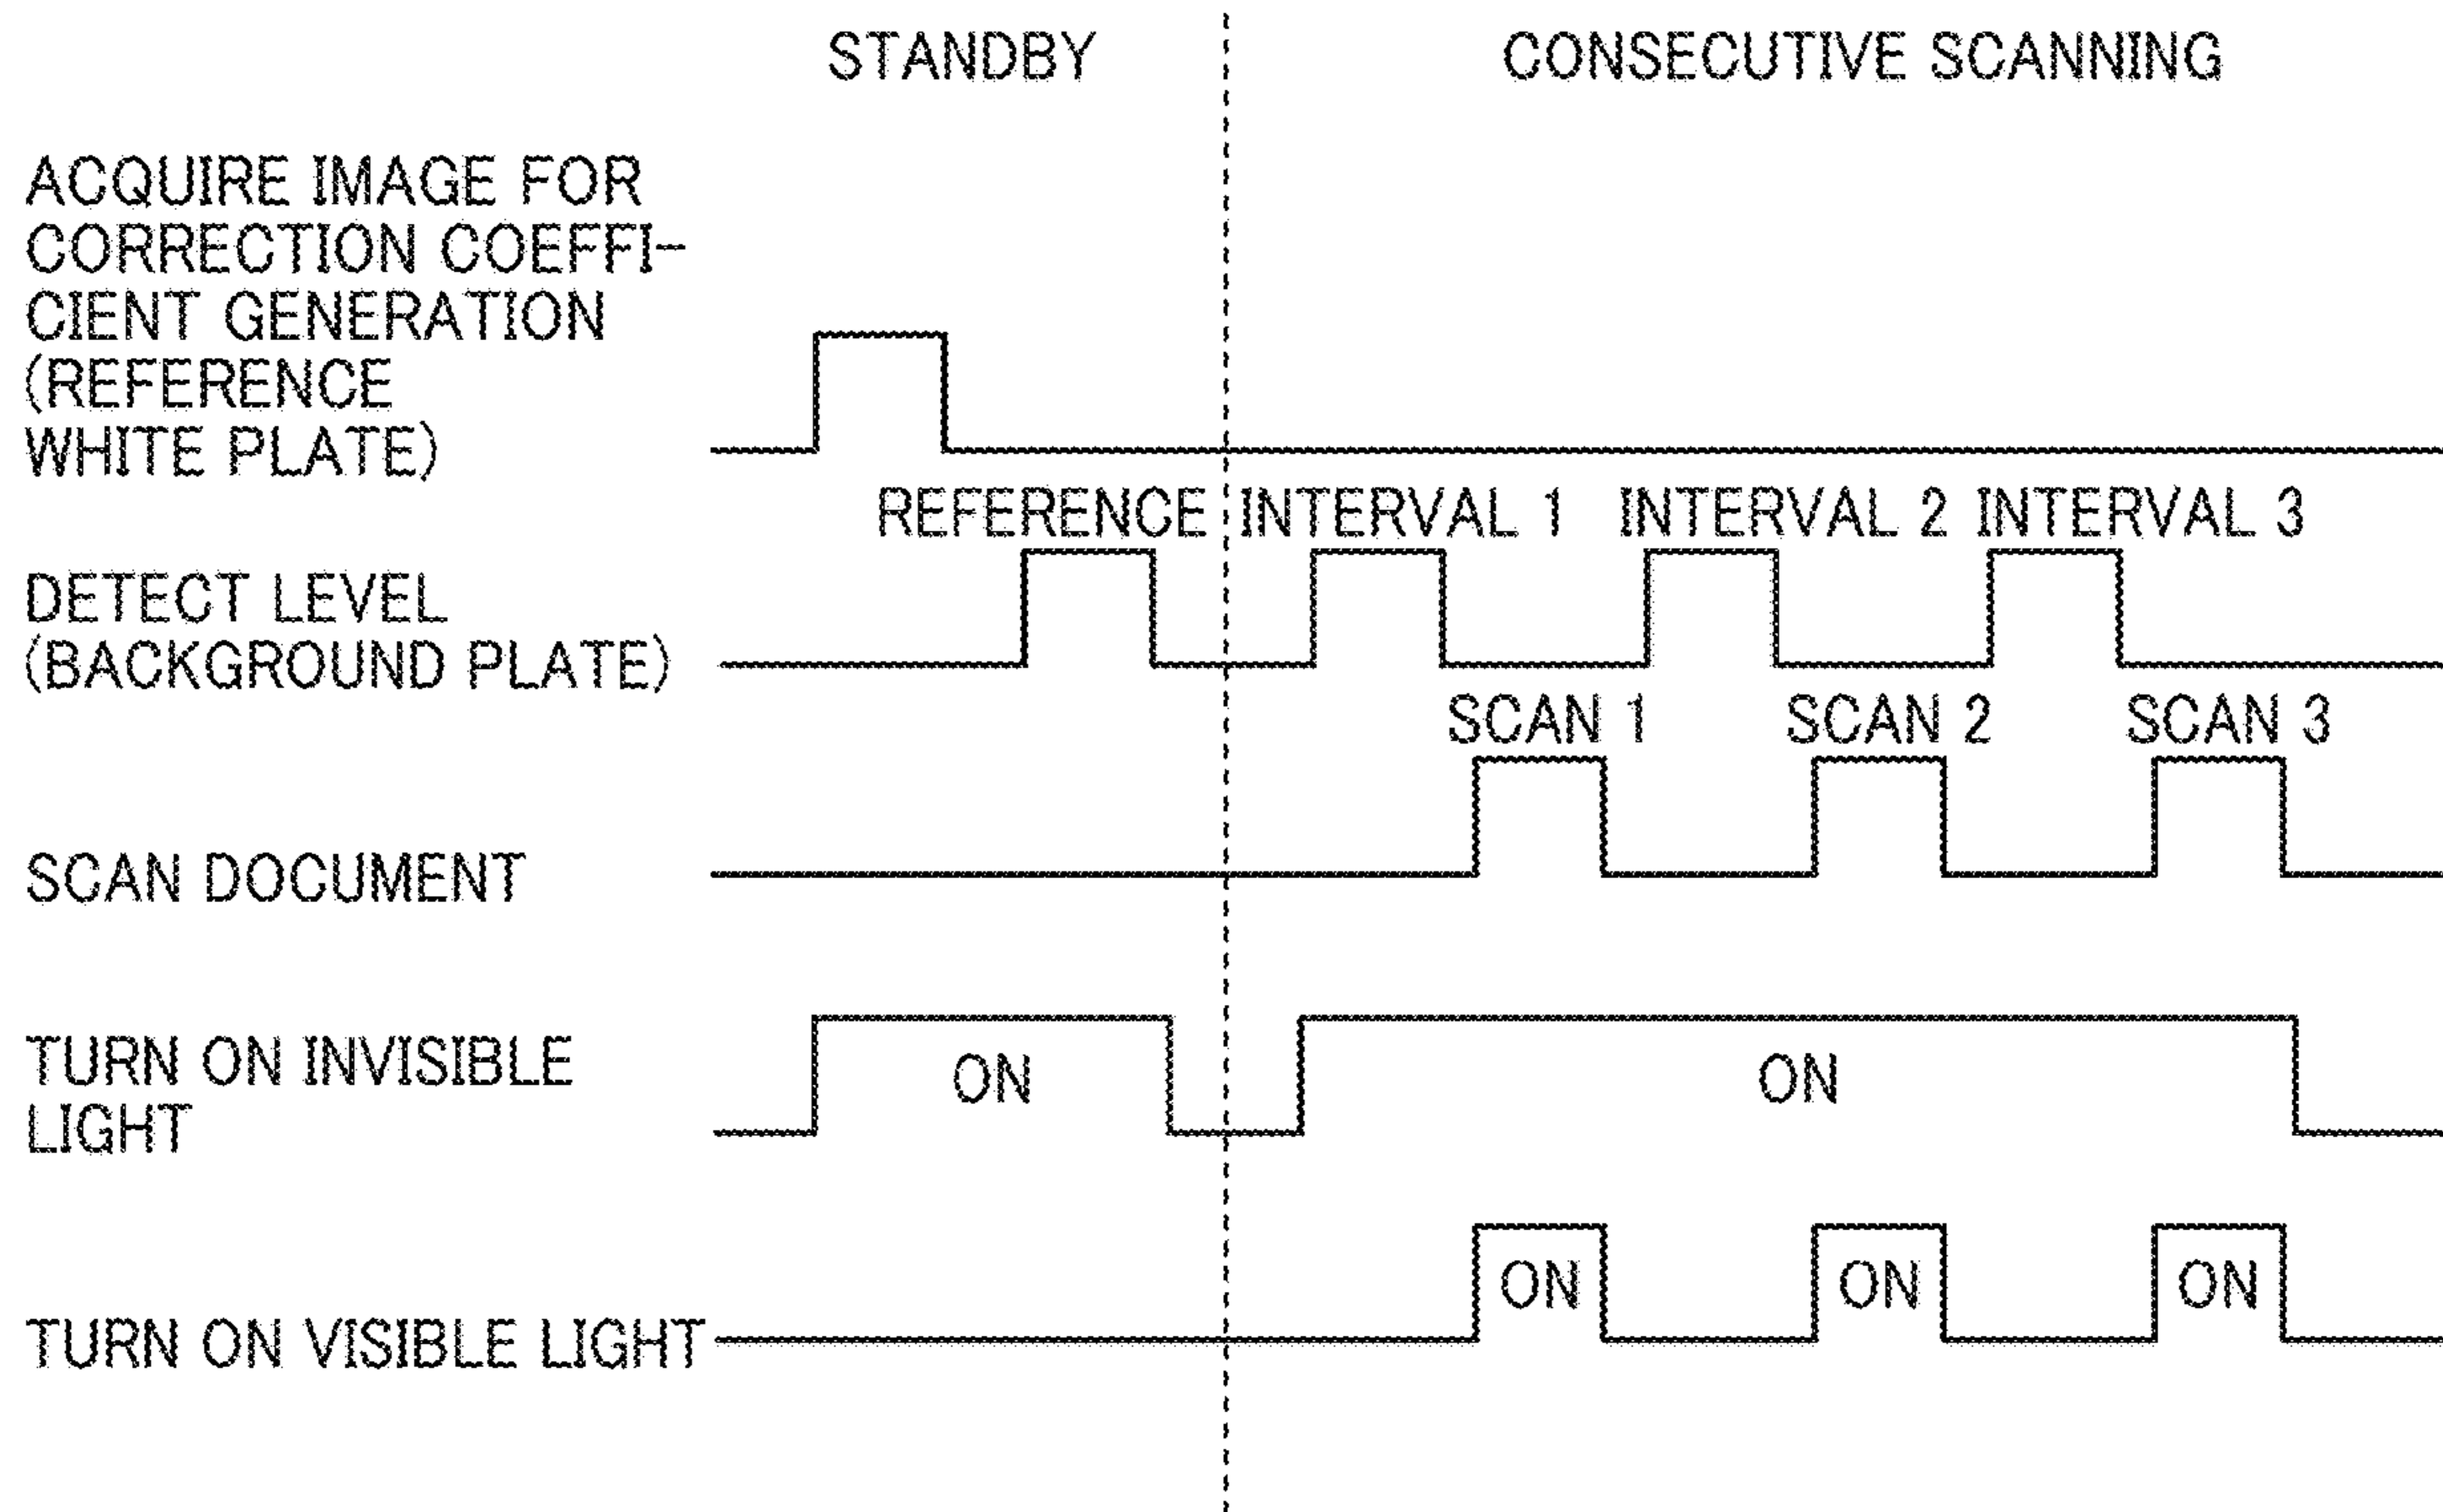 STANDBY
CONSECUTIVE SCANNING
ACQUIRE IMAGE FOR
CORRECTION COEFFI-
CIENT GENERATION
(REFERENCE
WHITE PLATE)
REFERENCE
INTERVAL 1
INTERVAL 2
INTERVAL 3
DETECT LEVEL
(BACKGROUND PLATE)
SCAN 1
SCAN 2
SCAN 3
SCAN DOCUMENT
TURN ON INVISIBLE
LIGHT
ON
ON
TURN ON VISIBLE LIGHT
ON
ON
ON